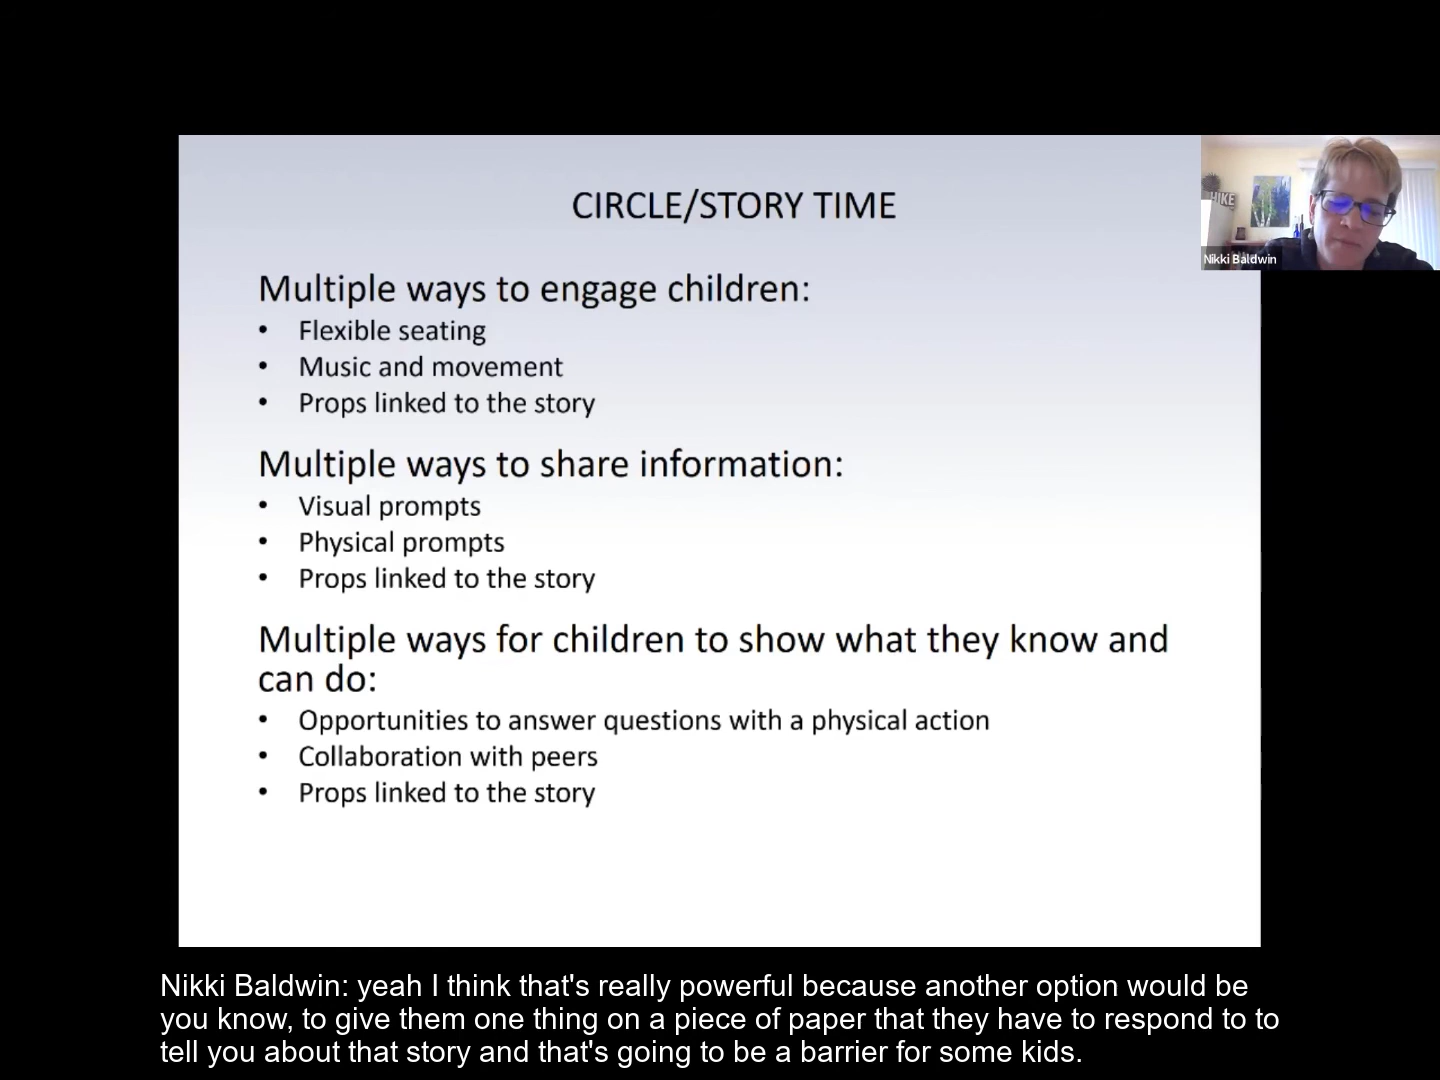 CIRCLE/STORY TIME
HIKE
Nikki Baldwin
Multiple ways to engage children:
• Flexible seating
• Music and movement
• Props linked to the story
Multiple ways to share information:
• Visual prompts
• Physical prompts
• Props linked to the story
Multiple ways for children to show what they know and
can do:
• Opportunities to answer questions with a physical action
• Collaboration with peers
• Props linked to the story
Nikki Baldwin: yeah I think that's really powerful because another option would be
you know, to give them one thing on a piece of paper that they have to respond to to
tell you about that story and that's going to be a barrier for some kids.